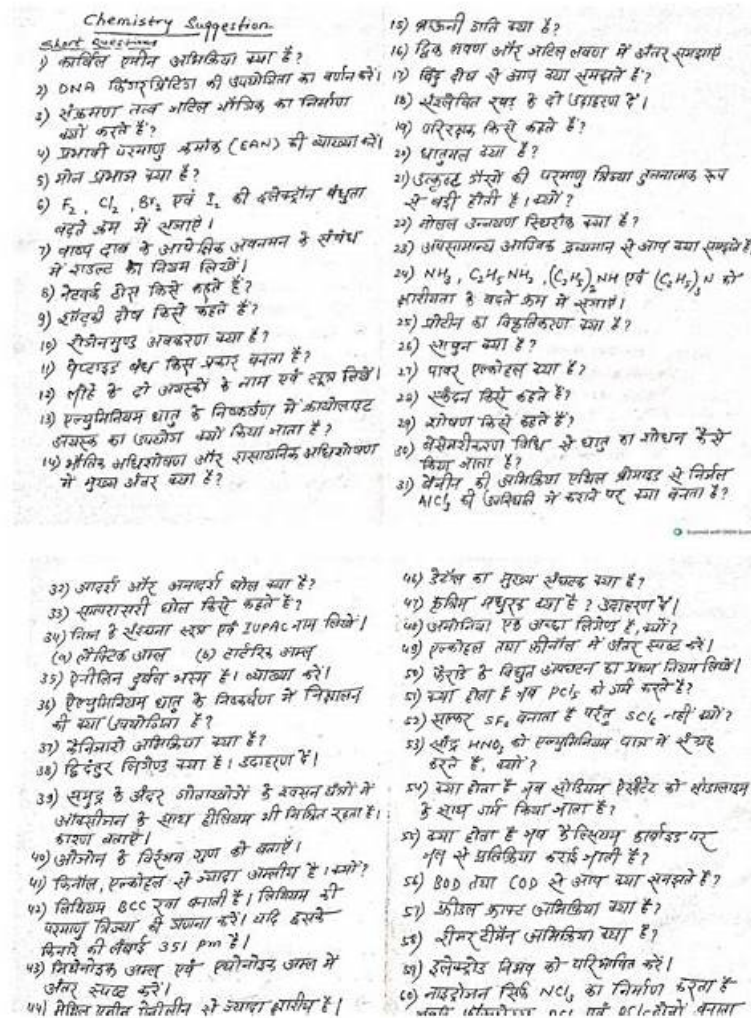 Chemistry Suggestion
Short Questions
1) कार्बिल एमीन अभिक्रिया क्या है?
2) DNA फिंगर प्रिंटिंग की उपयोगिता का वर्णन करें।
3) संक्रमण तत्व जटिल यौगिक का निर्माण
क्यों करते हैं?
4) प्रभावी परमाणु क्रमांक (EAN) की व्याख्या करें।
5) मोल प्रभाज क्या है?
6) F₂, Cl₂, Br₂ एवं I₂ की इलेक्ट्रॉन बंधुता
बढ़ते क्रम में सजाएं।
7) वाष्प दाब के आपेक्षिक अवनमन के संबंध
में राउल्ट का नियम लिखें।
8) नेटवर्क ठोस किसे कहते हैं?
9) शॉट्की दोष किसे कहते हैं?
10) रोजेनमुण्ड अवकरण क्या है?
11) पेप्टाइड बंध किस प्रकार बनता है?
12) लोहे के दो अयस्कों के नाम एवं सूत्र लिखें।
13) एल्युमिनियम धातु के निष्कर्षण में क्रायोलाइट
अयस्क का उपयोग क्यों किया जाता है?
14) भौतिक अधिशोषण और रासायनिक अधिशोषण
में मुख्य अंतर क्या है?
15) क्या है?
16) द्विक लवण और जटिल लवण में अंतर समझाएं
17) बिंदु दोष से आप क्या समझते हैं?
18) संश्लेषित रबड़ के दो उदाहरण दें।
19) परिरक्षक किसे कहते हैं?
20) धातुमल क्या है?
21) उत्कृष्ट गैसों की परमाणु त्रिज्या तुलनात्मक रूप
से बड़ी होती है। क्यों?
22) मोलल उन्नयण स्थिरांक क्या है?
23) अपसामान्य आण्विक द्रव्यमान से आप क्या समझते हैं
24) NH₃, C₂H₅NH₂, (C₂H₅)₂NH एवं (C₂H₅)₃N को
क्षारीयता के बढ़ते क्रम में सजाएं।
25) प्रोटीन का विकृतिकरण क्या है?
26) साबुन क्या है?
27) पावर एल्कोहल क्या है?
28) स्कंदन किसे कहते हैं?
29) शोषण किसे कहते हैं?
30) बेसेमरीकरण विधि से धातु का शोधन कैसे
किया जाता है?
31) बेंजीन की अभिक्रिया एथिल ब्रोमाइड से निर्जल
AlCl₃ की उपस्थिति में कराने पर क्या बनता है?
32) आदर्श और अनादर्श घोल क्या है?
33) समपरासरी घोल किसे कहते हैं?
34) निम्न के संरचना सूत्र एवं IUPAC नाम लिखें।
(a) लैक्टिक अम्ल (b) टार्टरिक अम्ल
35) ऐनीलिन दुर्बल भस्म है। व्याख्या करें।
36) ऐल्युमिनियम धातु के निष्कर्षण में निक्षालन
की क्या उपयोगिता है?
37) कैनिजारो अभिक्रिया क्या है?
38) द्विदंतुर लिगैण्ड क्या है। उदाहरण दें।
39) समुद्र के अंदर गोताखोरों के श्वसन यंत्रों में
ऑक्सीजन के साथ हीलियम भी मिश्रित रहता है।
कारण बताएं।
40) ओजोन के विरंजन गुण को बताएं।
41) फिनॉल, एल्कोहल से ज्यादा अम्लीय है। क्यों?
42) लिथियम BCC रवा बनाती है। लिथियम की
परमाणु त्रिज्या की गणना करें। यदि इसके
किनारे की लंबाई 351 pm है।
43) मिथेनोइक अम्ल एवं एथेनोइक अम्ल में
अंतर स्पष्ट करें।
44) मेथिल एमीन ऐनीलीन से ज्यादा क्षारीय है।
46) डेटॉल का मुख्य संघटक क्या है?
47) कृत्रिम मधुरक क्या है? उदाहरण दें।
48) अमोनिया एक अच्छा लिगेण्ड है, क्यों?
49) एल्कोहल तथा फ़ीनॉल में अंतर स्पष्ट करें।
50) फैराडे के विद्युत अपघटन का प्रथम नियम लिखें।
51) क्या होता है जब PCl₅ को गर्म करते हैं?
52) सल्फर SF₆ बनाता है परंतु SCl₆ नहीं क्यों?
53) सांद्र HNO₃ को एल्युमिनियम पात्र में संग्रह
करते हैं, क्यों?
54) क्या होता है जब सोडियम ऐसीटेट को सोडालाइम
के साथ गर्म किया जाता है?
55) क्या होता है जब कैल्सियम कार्बाइड पर
जल से प्रतिक्रिया कराई जाती है?
56) BOD तथा COD से आप क्या समझते हैं?
57) फ्रीडल क्राफ्ट अभिक्रिया क्या है?
58) रीमर टीमैन अभिक्रिया क्या है?
59) इलेक्ट्रोड विभव को परिभाषित करें।
60) नाइट्रोजन सिर्फ NCl₃ का निर्माण करता है